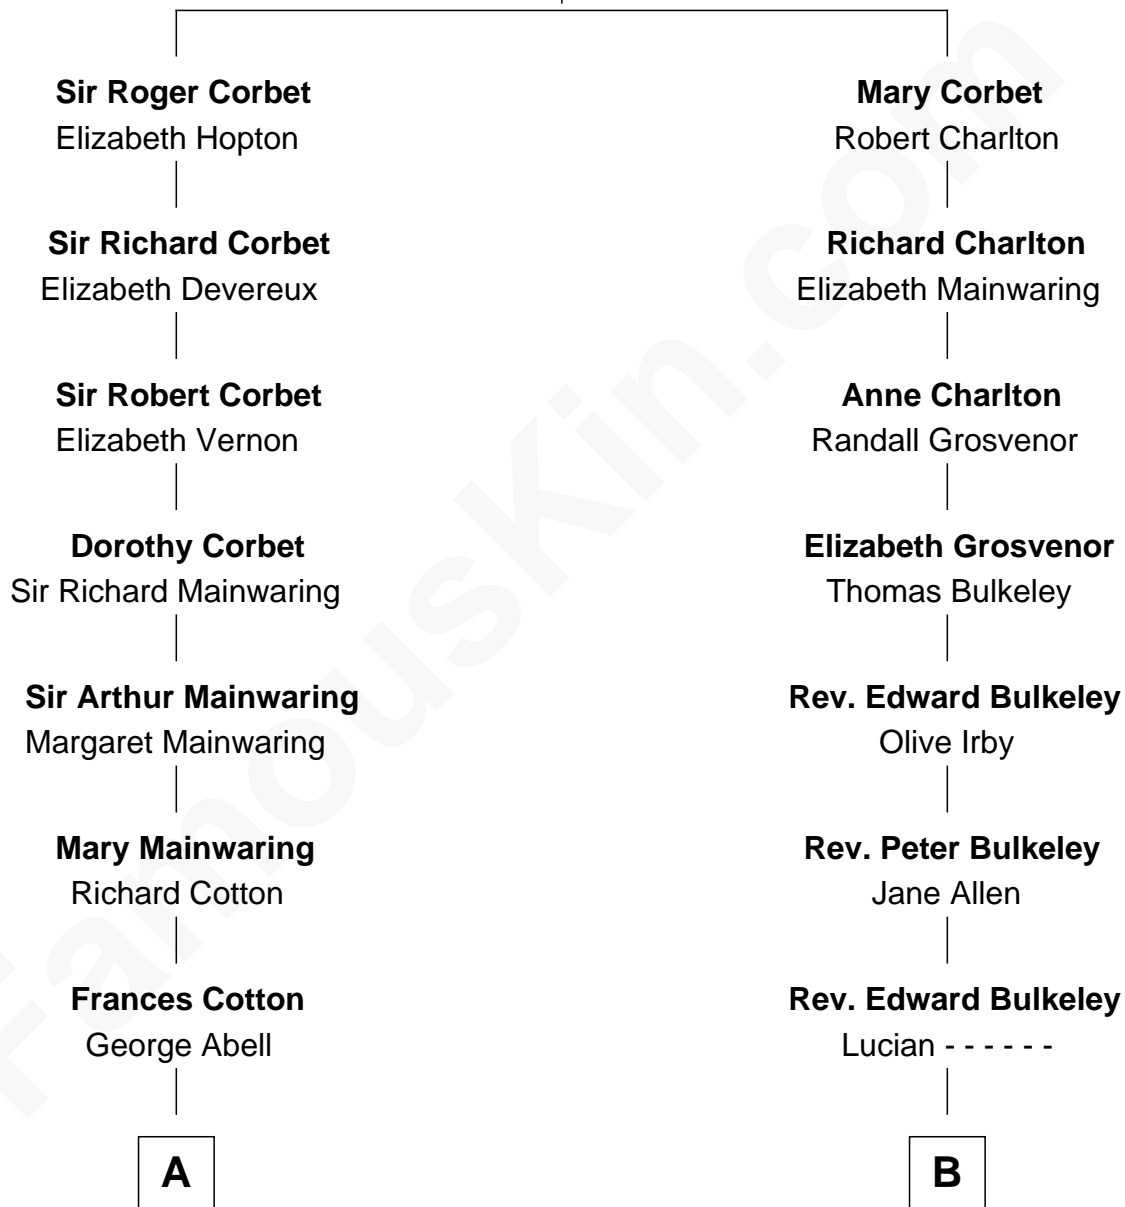 Sir Roger Corbet
Elizabeth Hopton
Sir Richard Corbet
Elizabeth Devereux
Sir Robert Corbet
Elizabeth Vernon
Dorothy Corbet
Sir Richard Mainwaring
Sir Arthur Mainwaring
Margaret Mainwaring
Mary Mainwaring
Richard Cotton
Frances Cotton
George Abell
A
Mary Corbet
Robert Charlton
Richard Charlton
Elizabeth Mainwaring
Anne Charlton
Randall Grosvenor
Elizabeth Grosvenor
Thomas Bulkeley
Rev. Edward Bulkeley
Olive Irby
Rev. Peter Bulkeley
Jane Allen
Rev. Edward Bulkeley
Lucian - - - - - -
B
FamousKin.com